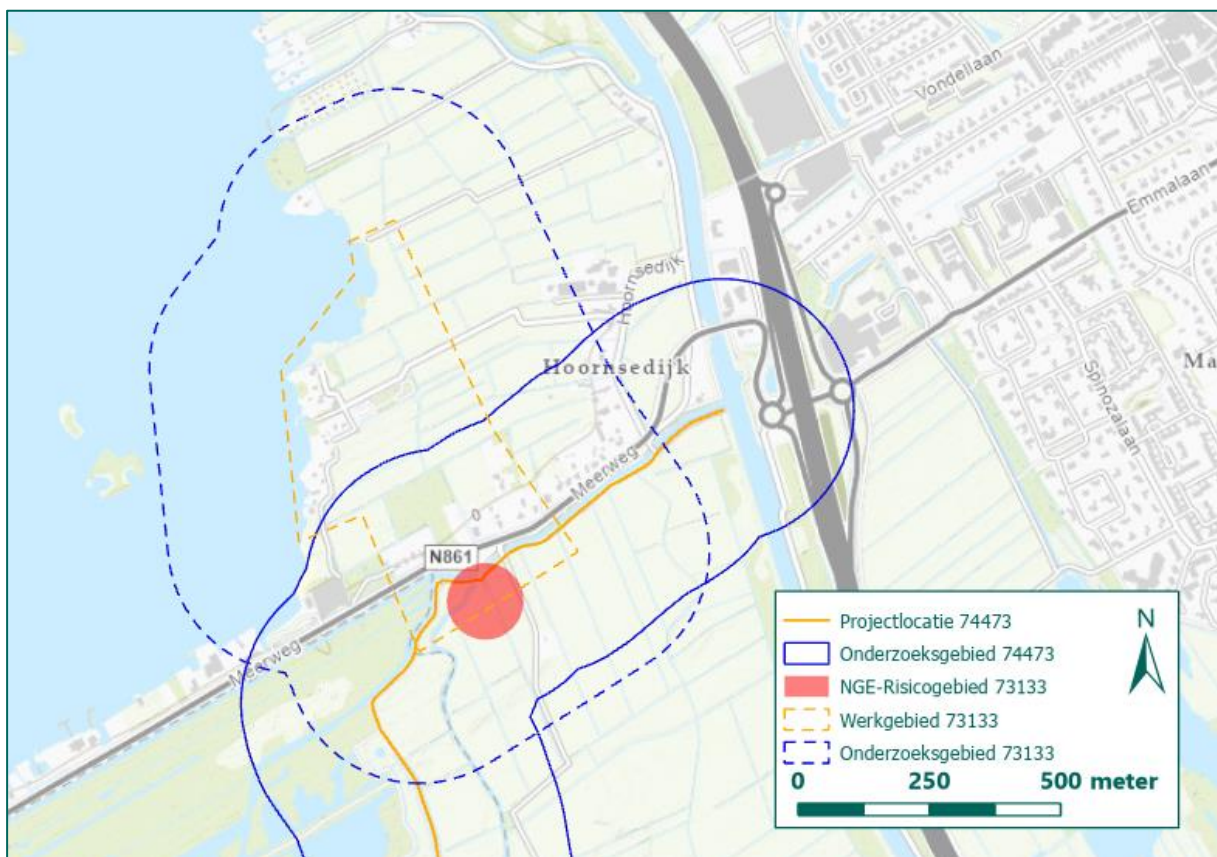 Vondellaan
Emmalaan
Hoornsedijk
Hoornsedijk
Spinozalaan
Ma
Meerweg
0
N861
Meerweg
Projectlocatie 74473
Onderzoeksgebied 74473
NGE-Risicogebied 73133
Werkgebied 73133
Onderzoeksgebied 73133
N
0 250 500 meter